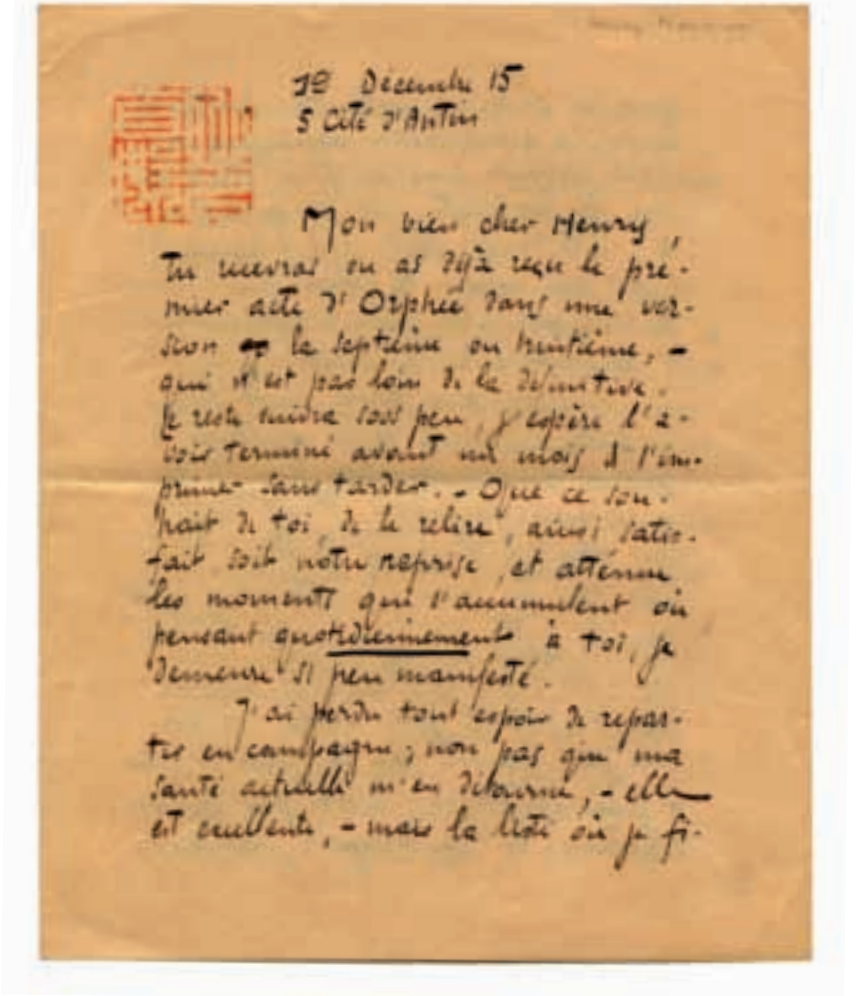 19 Décembre 15
5 Cité d'Antin
Mon bien cher Henry,
Tu recevras ou as déjà reçu le pré-
mier acte d'Orphée dans une ver-
sion la septième ou huitième, -
qui n'est pas loin de la définitive.
Le reste suivra sous peu, j'espère l'a-
voir terminé avant un mois & l'im-
primer sans tarder. - Que ce sou-
hait de toi, de le relire, ainsi satis-
fait soit notre reprise, et atténue
les moments qui s'accumulent où
pensant quotidiennement à toi, je
demeure si peu manifesté.
J'ai perdu tout espoir de repar-
tir en campagne ; non pas que ma
santé actuelle m'en détourne, - elle
est excellente, - mais la liste où je fi-